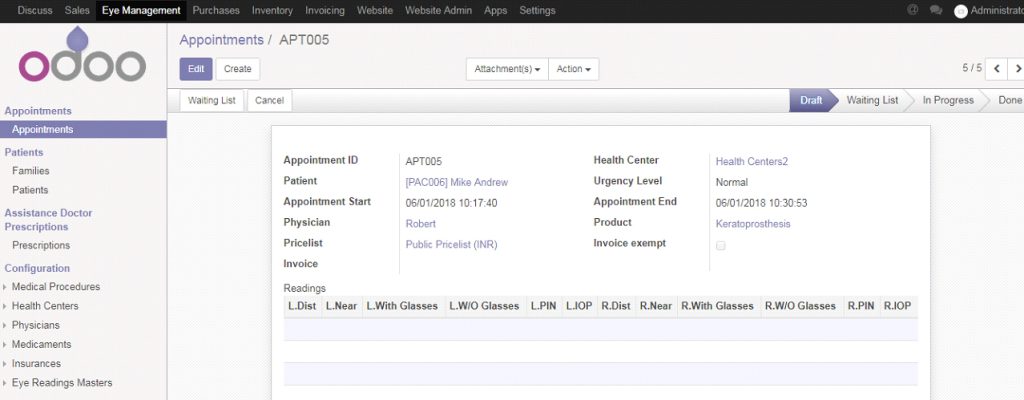 Discuss Sales Eye Management Purchases Inventory Invoicing Website Website Admin Apps Settings @ Administrato
odoo
Appointments / APT005
Edit Create Attachment(s) Action 5 / 5
Waiting List Cancel Draft Waiting List In Progress Done
Appointments
Appointments
Patients
Families
Patients
Assistance Doctor
Prescriptions
Prescriptions
Configuration
Medical Procedures
Health Centers
Physicians
Medicaments
Insurances
Eye Readings Masters
Appointment ID APT005 Health Center Health Centers2
Patient [PAC006] Mike Andrew Urgency Level Normal
Appointment Start 06/01/2018 10:17:40 Appointment End 06/01/2018 10:30:53
Physician Robert Product Keratoprosthesis
Pricelist Public Pricelist (INR) Invoice exempt
Invoice
Readings
L.Dist L.Near L.With Glasses L.W/O Glasses L.PIN L.IOP R.Dist R.Near R.With Glasses R.W/O Glasses R.PIN R.IOP